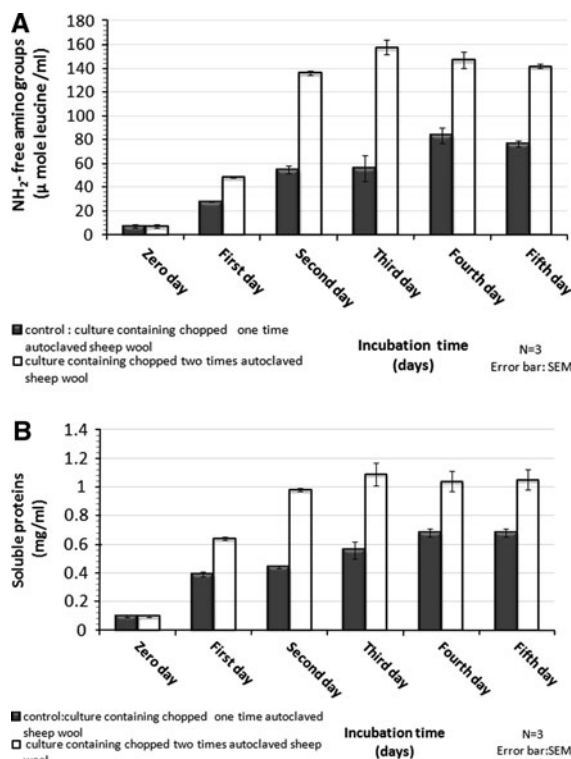 A
NH2- free amino groups
(µ mole leucine /ml)
180
160
140
120
100
80
60
40
20
0
Zero day
First day
Second day
Third day
Fourth day
Fifth day
control : culture containing chopped one time
autoclaved sheep wool
culture containing chopped two times autoclaved
sheep wool
Incubation time
(days)
N=3
Error bar: SEM
B
Soluble proteins
(mg/ml)
1.4
1.2
1
0.8
0.6
0.4
0.2
0
Zero day
First day
Second day
Third day
Fourth day
Fifth day
control:culture containing chopped one time autoclaved
sheep wool
culture containing chopped two times autoclaved sheep
Incubation time
(days)
N=3
Error bar:SEM